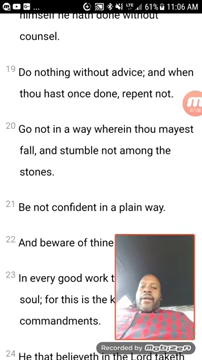 61% 11:06 AM
himself he hath done without
counsel.
19 Do nothing without advice; and when
thou hast once done, repent not.
20 Go not in a way wherein thou mayest
fall, and stumble not among the
stones.
21 Be not confident in a plain way.
22 And beware of thine
23 In every good work
soul; for this is the
commandments.
24 He that believeth in the Lord taketh
RECORDED WITH